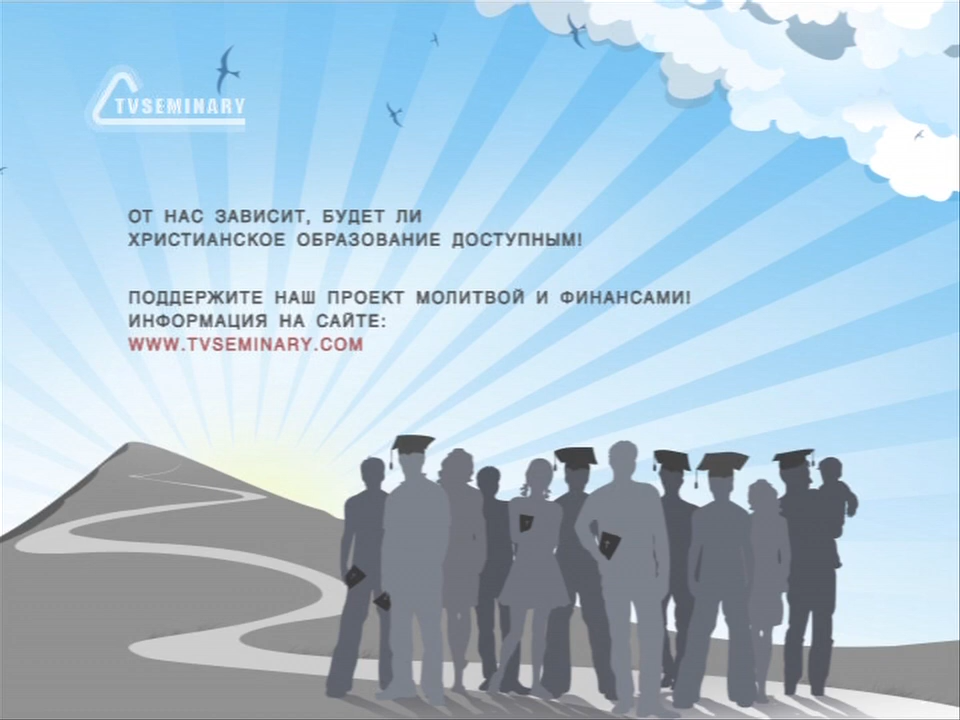 TVSEMINARY
ОТ НАС ЗАВИСИТ, БУДЕТ ЛИ
ХРИСТИАНСКОЕ ОБРАЗОВАНИЕ ДОСТУПНЫМ!
ПОДДЕРЖИТЕ НАШ ПРОЕКТ МОЛИТВОЙ И ФИНАНСАМИ!
ИНФОРМАЦИЯ НА САЙТЕ:
WWW.TVSEMINARY.COM